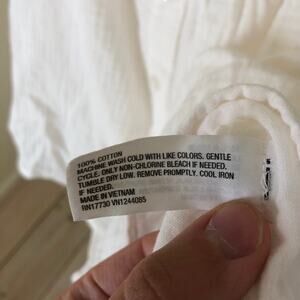 100% COTTON
MACHINE WASH COLD WITH LIKE COLORS. GENTLE
CYCLE. ONLY NON-CHLORINE BLEACH IF NEEDED.
TUMBLE DRY LOW. REMOVE PROMPTLY. COOL IRON
IF NEEDED.
MADE IN VIETNAM
RN17730 VN1244085